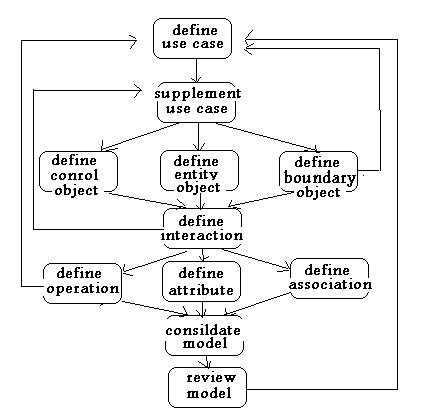 define
use case
supplement
use case
define
conrol
object
define
entity
object
define
boundary
object
define
interaction
define
operation
define
attribute
define
association
consildate
model
review
model